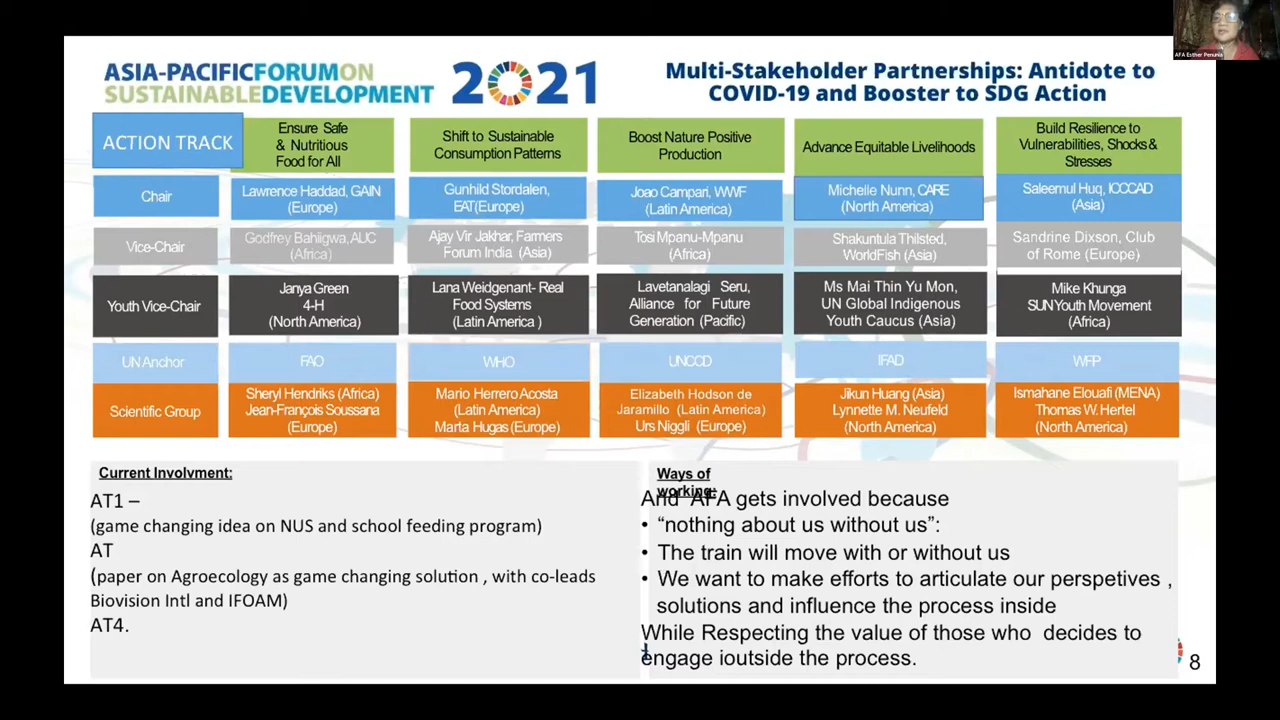 AFA Esther Penunia
ASIA-PACIFICFORUMON
SUSTAINABLEDEVELOPMENT
2021
Multi-Stakeholder Partnerships: Antidote to
COVID-19 and Booster to SDG Action
ACTION TRACK
Ensure Safe
& Nutritious
Food for All
Shift to Sustainable
Consumption Patterns
Boost Nature Positive
Production
Advance Equitable Livelihoods
Build Resilience to
Vulnerabilities, Shocks &
Stresses
Chair
Lawrence Haddad, GAIN
(Europe)
Gunhild Stordalen,
EAT(Europe)
Joao Campari, WWF
(Latin America)
Michelle Nunn, CARE
(North America)
Saleemul Huq, ICCCAD
(Asia)
Vice-Chair
Godfrey Bahiigwa, AUC
(Africa)
Ajay Vir Jakhar, Farmers
Forum India (Asia)
Tosi Mpanu-Mpanu
(Africa)
Shakuntula Thilsted,
WorldFish (Asia)
Sandrine Dixson, Club
of Rome (Europe)
Youth Vice-Chair
Janya Green
4-H
(North America)
Lana Weidgenant- Real
Food Systems
(Latin America )
Lavetanalagi Seru,
Alliance for Future
Generation (Pacific)
Ms Mai Thin Yu Mon,
UN Global Indigenous
Youth Caucus (Asia)
Mike Khunga
SUN Youth Movement
(Africa)
UN Anchor
FAO
WHO
UNCCD
IFAD
WFP
Scientific Group
Sheryl Hendriks (Africa)
Jean-François Soussana
(Europe)
Mario Herrero Acosta
(Latin America)
Marta Hugas (Europe)
Elizabeth Hodson de
Jaramillo (Latin America)
Urs Niggli (Europe)
Jikun Huang (Asia)
Lynnette M. Neufeld
(North America)
Ismahane Elouafi (MENA)
Thomas W. Hertel
(North America)
Current Involvment:
AT1 –
(game changing idea on NUS and school feeding program)
AT
(paper on Agroecology as game changing solution , with co-leads
Biovision Intl and IFOAM)
AT4.
Ways of
working:
And AFA gets involved because
• “nothing about us without us”:
• The train will move with or without us
• We want to make efforts to articulate our perspetives ,
solutions and influence the process inside
While Respecting the value of those who decides to
engage ioutside the process.
8